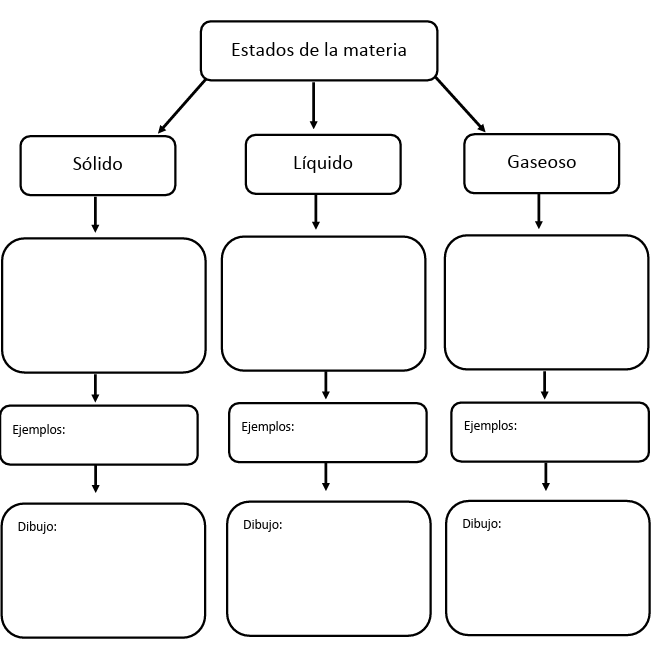 Estados de la materia
Sólido
Líquido
Gaseoso
Ejemplos:
Ejemplos:
Ejemplos:
Dibujo:
Dibujo:
Dibujo: